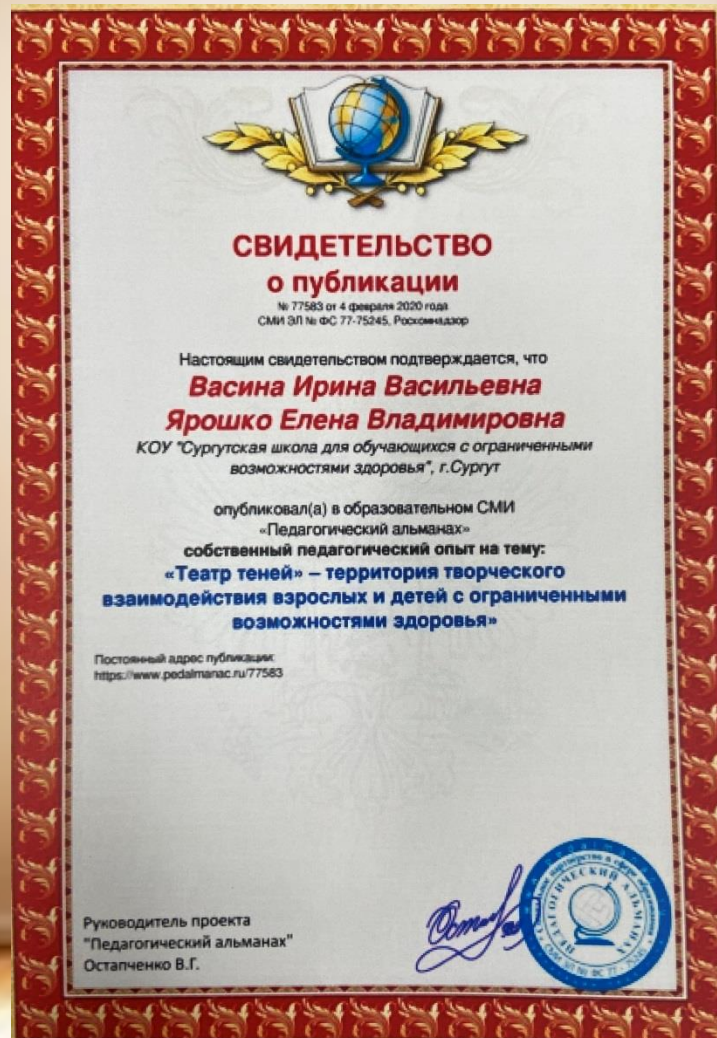 СВИДЕТЕЛЬСТВО
о публикации
№ 77583 от 4 февраля 2020 года
СМИ ЭЛ № ФС 77-75245, Роскомнадзор
Настоящим свидетельством подтверждается, что
Васина Ирина Васильевна
Ярошко Елена Владимировна
КОУ "Сургутская школа для обучающихся с ограниченными
возможностями здоровья", г.Сургут
опубликовал(а) в образовательном СМИ
«Педагогический альманах»
собственный педагогический опыт на тему:
«Театр теней» – территория творческого
взаимодействия взрослых и детей с ограниченными
возможностями здоровья»
Постоянный адрес публикации:
https://www.pedalmanac.ru/77583
Руководитель проекта
"Педагогический альманах"
Остапченко В.Г.
ПЕДАГОГИЧЕСКИЙ АЛЬМАНАХ